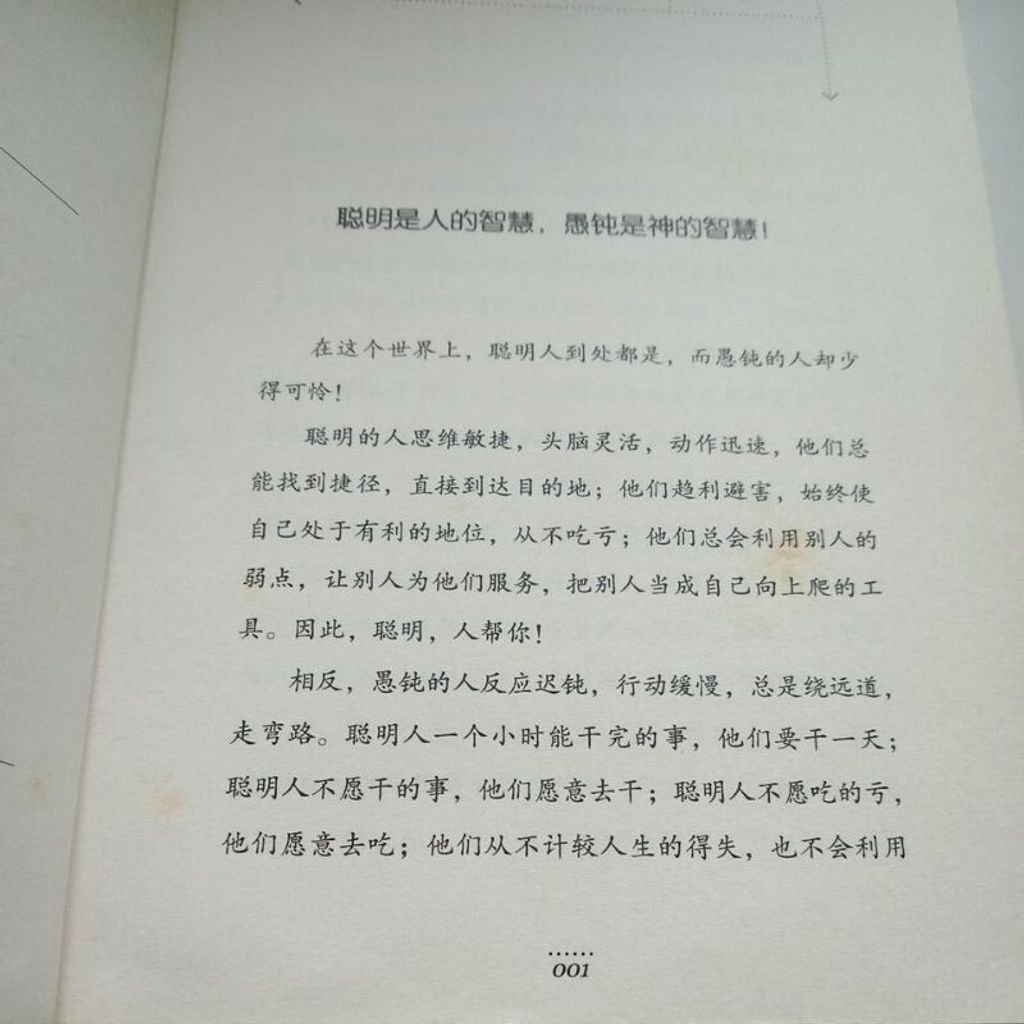 聪明是人的智慧，愚钝是神的智慧！
在这个世界上，聪明人到处都是，而愚钝的人却少
得可怜！
聪明的人思维敏捷，头脑灵活，动作迅速，他们总
能找到捷径，直接到达目的地；他们趋利避害，始终使
自己处于有利的地位，从不吃亏；他们总会利用别人的
弱点，让别人为他们服务，把别人当成自己向上爬的工
具。因此，聪明，人帮你！
相反，愚钝的人反应迟钝，行动缓慢，总是绕远道，
走弯路。聪明人一个小时能干完的事，他们要干一天；
聪明人不愿干的事，他们愿意去干；聪明人不愿吃的亏，
他们愿意去吃；他们从不计较人生的得失，也不会利用
001